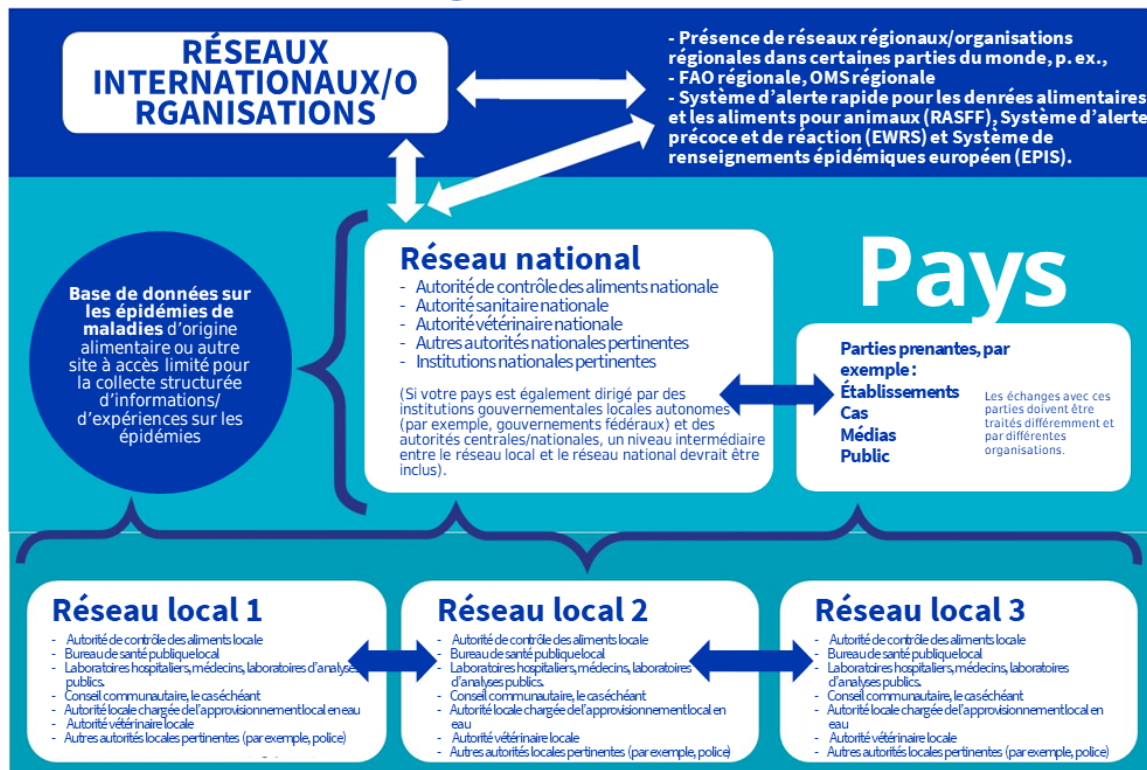 RÉSEAUX
INTERNATIONAUX/O
RGANISATIONS
- Présence de réseaux régionaux/organisations
régionales dans certaines parties du monde, p. ex.,
- FAO régionale, OMS régionale
- Système d’alerte rapide pour les denrées alimentaires
et les aliments pour animaux (RASFF), Système d’alerte
précoce et de réaction (EWRS) et Système de
renseignements épidémiques européen (EPIS).
Base de données sur
les épidémies de
maladies d’origine
alimentaire ou autre
site à accès limité pour
la collecte structurée
d’informations/
d’expériences sur les
épidémies
Réseau national
- Autorité de contrôle des aliments nationale
- Autorité sanitaire nationale
- Autorité vétérinaire nationale
- Autres autorités nationales pertinentes
- Institutions nationales pertinentes
(Si votre pays est également dirigé par des
institutions gouvernementales locales autonomes
(par exemple, gouvernements fédéraux) et des
autorités centrales/nationales, un niveau intermédiaire
entre le réseau local et le réseau national devrait être
inclus).
Pays
Parties prenantes, par
exemple :
Établissements
Cas
Médias
Public
Les échanges avec ces
parties doivent être
traités différemment et
par différentes
organisations.
Réseau local 1
- Autorité de contrôle des aliments locale
- Bureau de santé publique local
- Laboratoires hospitaliers, médecins, laboratoires d’analyses
publics.
- Conseil communautaire, le cas échéant
- Autorité locale chargée de l’approvisionnement local en eau
- Autorité vétérinaire locale
- Autres autorités locales pertinentes (par exemple, police)
Réseau local 2
- Autorité de contrôle des aliments locale
- Bureau de santé publique local
- Laboratoires hospitaliers, médecins, laboratoires
d’analyses publics.
- Conseil communautaire, le cas échéant
- Autorité locale chargée de l’approvisionnement local en
eau
- Autorité vétérinaire locale
- Autres autorités locales pertinentes (par exemple, police)
Réseau local 3
- Autorité de contrôle des aliments locale
- Bureau de santé publique local
- Laboratoires hospitaliers, médecins, laboratoires
d’analyses publics.
- Conseil communautaire, le cas échéant
- Autorité locale chargée de l’approvisionnement local en
eau
- Autorité vétérinaire locale
- Autres autorités locales pertinentes (par exemple, police)